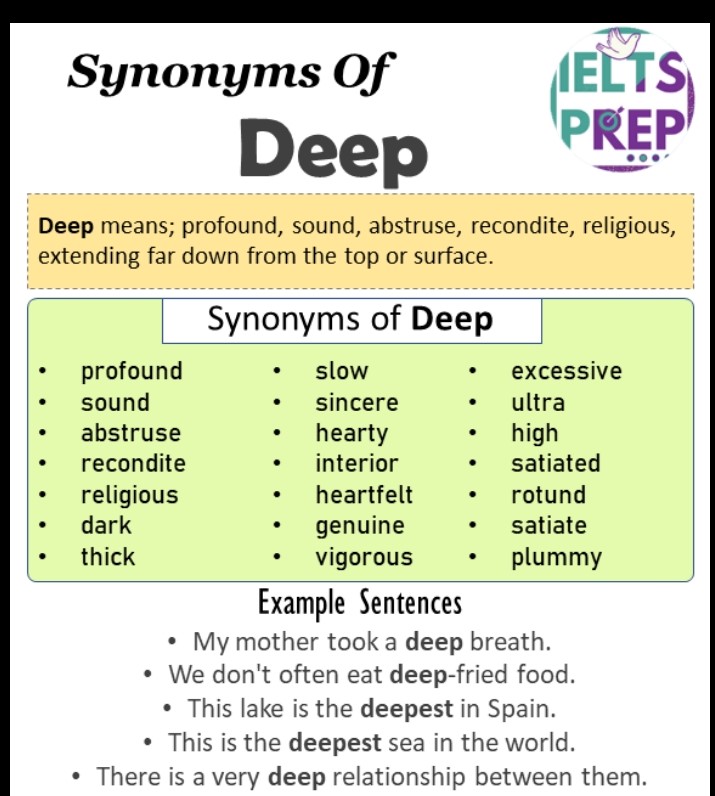 Synonyms Of
Deep
IELTS
PREP
Deep means; profound, sound, abstruse, recondite, religious,
extending far down from the top or surface.
Synonyms of Deep
• profound
• sound
• abstruse
• recondite
• religious
• dark
• thick
• slow
• sincere
• hearty
• interior
• heartfelt
• genuine
• vigorous
• excessive
• ultra
• high
• satiated
• rotund
• satiate
• plummy
Example Sentences
• My mother took a deep breath.
• We don't often eat deep-fried food.
• This lake is the deepest in Spain.
• This is the deepest sea in the world.
• There is a very deep relationship between them.